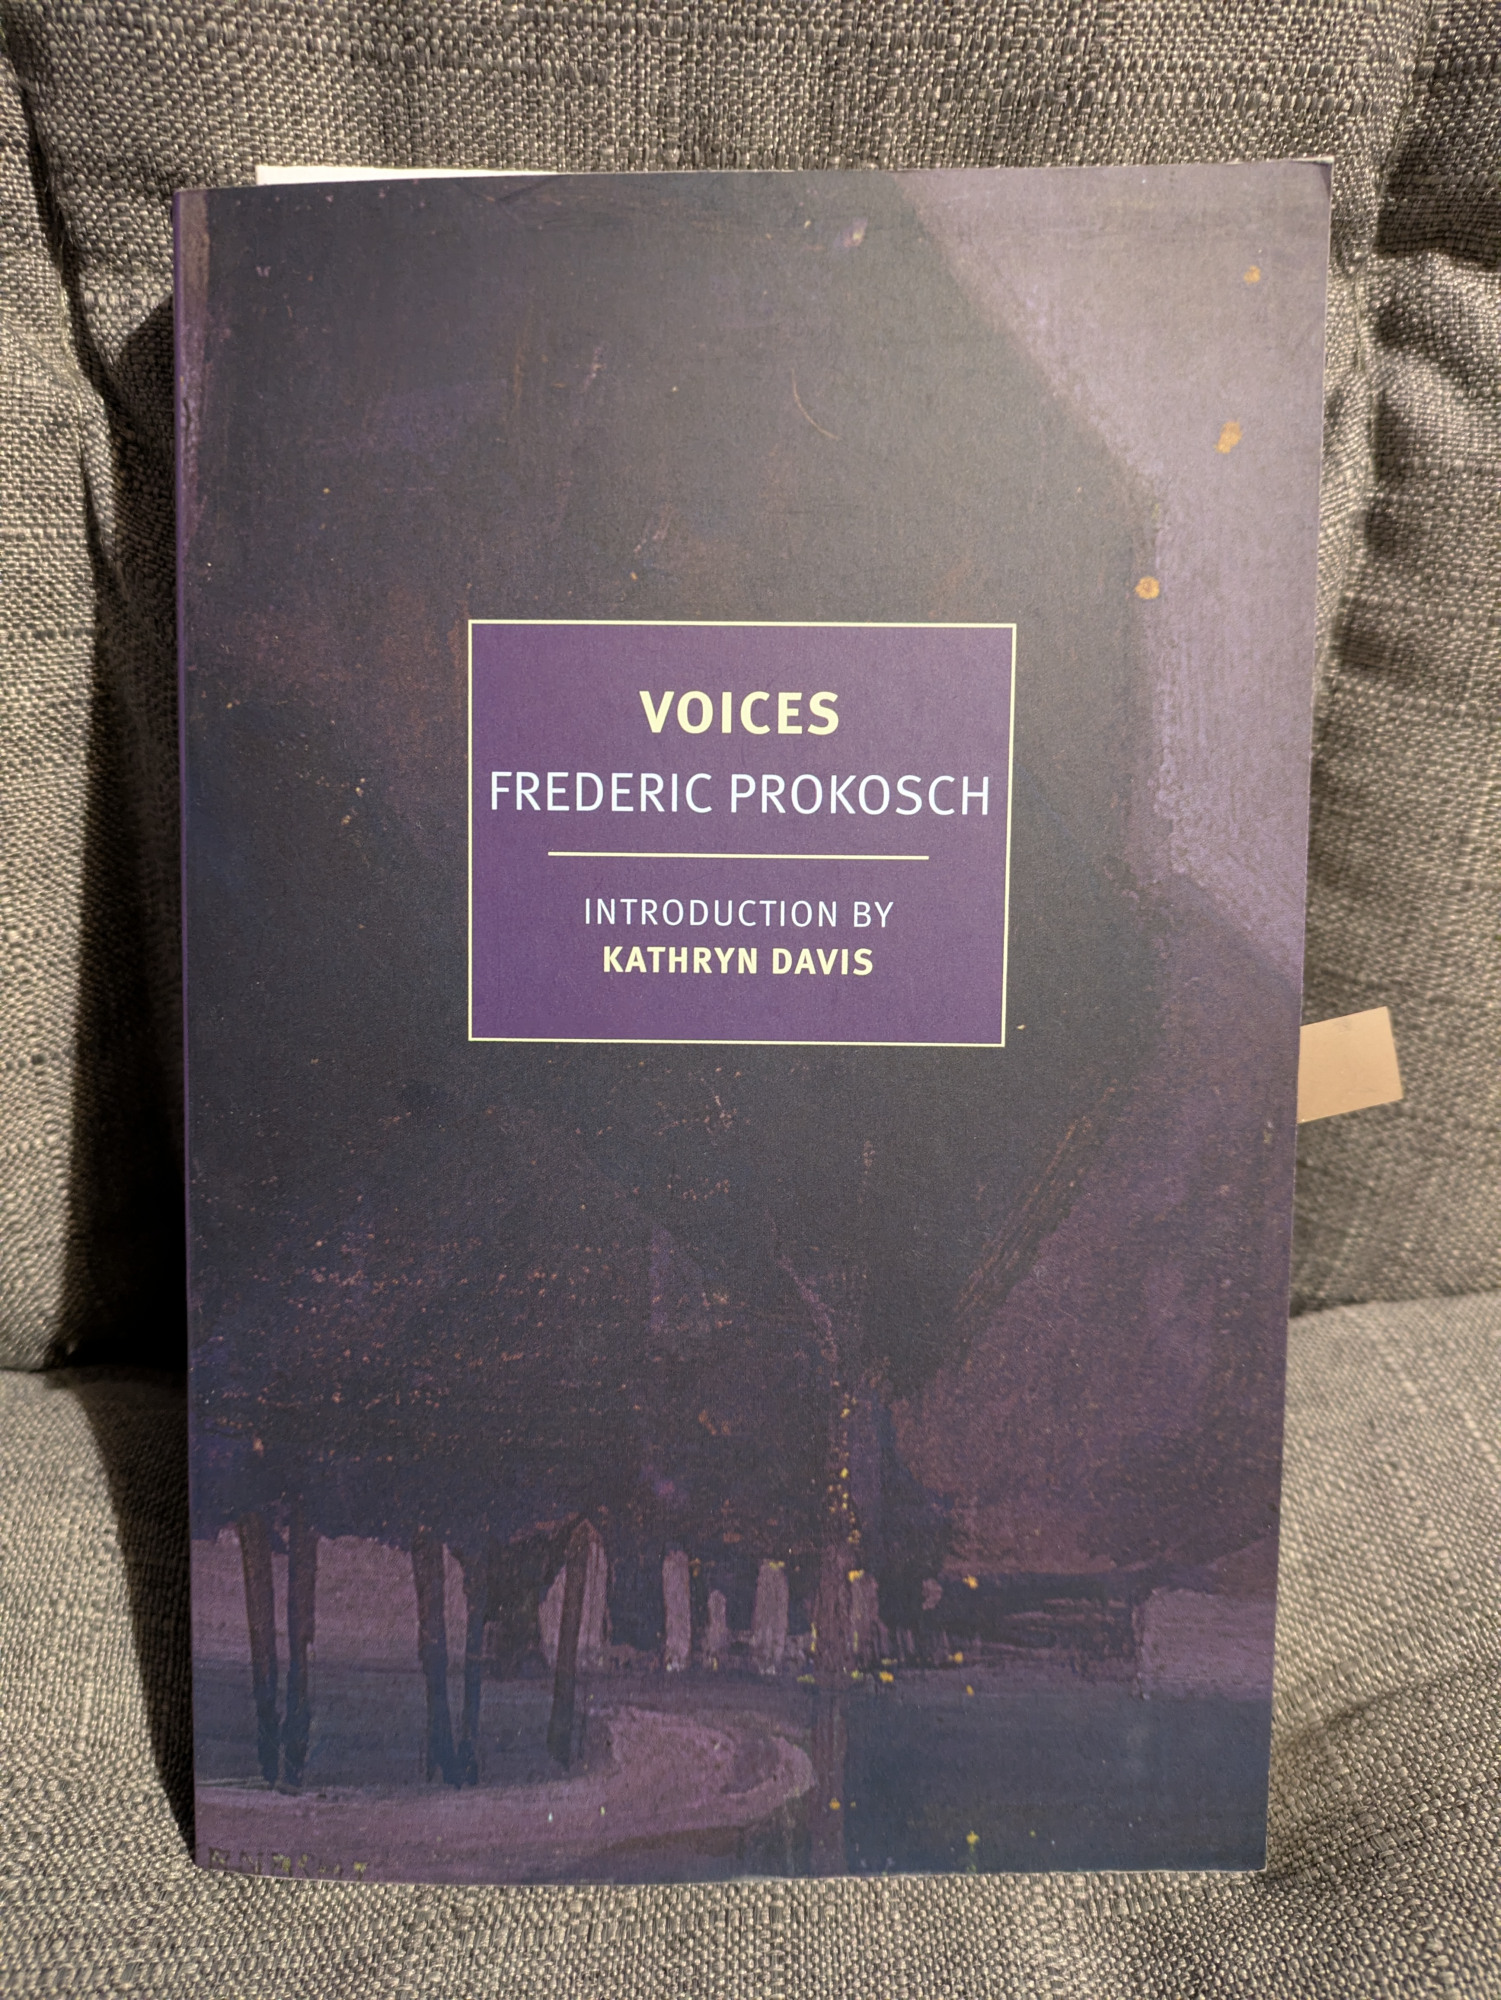 VOICES
FREDERIC PROKOSCH
INTRODUCTION BY
KATHRYN DAVIS